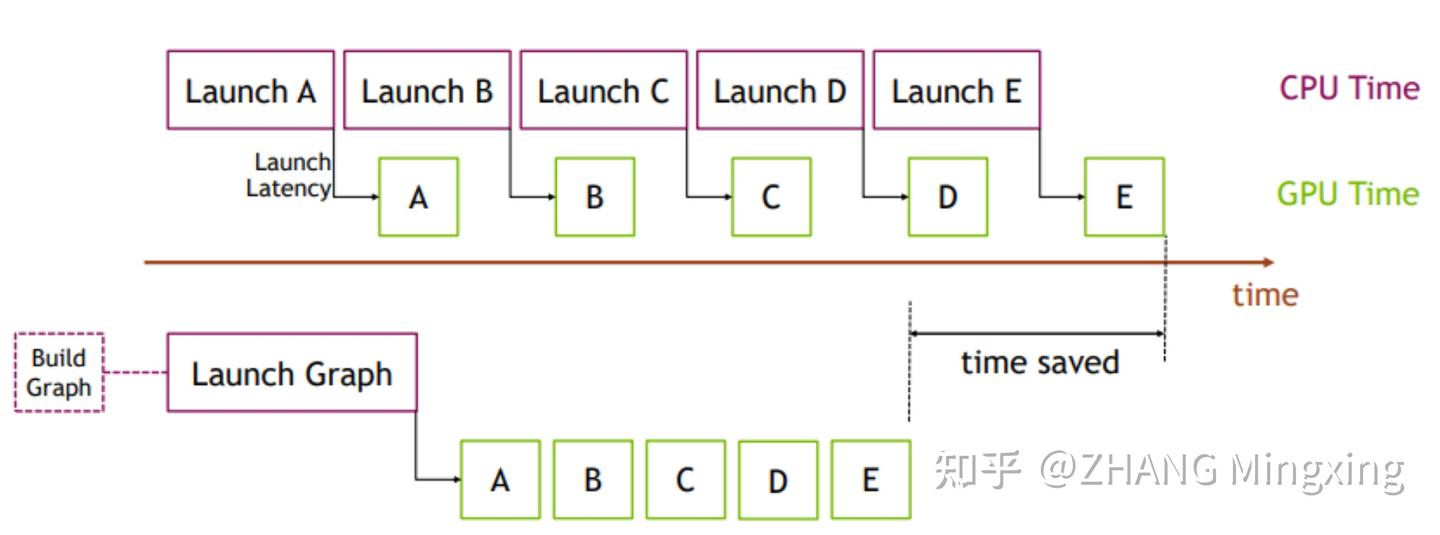 Launch A
Launch B
Launch C
Launch D
Launch E
CPU Time
Launch
Latency
A
B
C
D
E
GPU Time
time
Build
Graph
Launch Graph
time saved
A
B
C
D
E
知乎 @ZHANG Mingxing